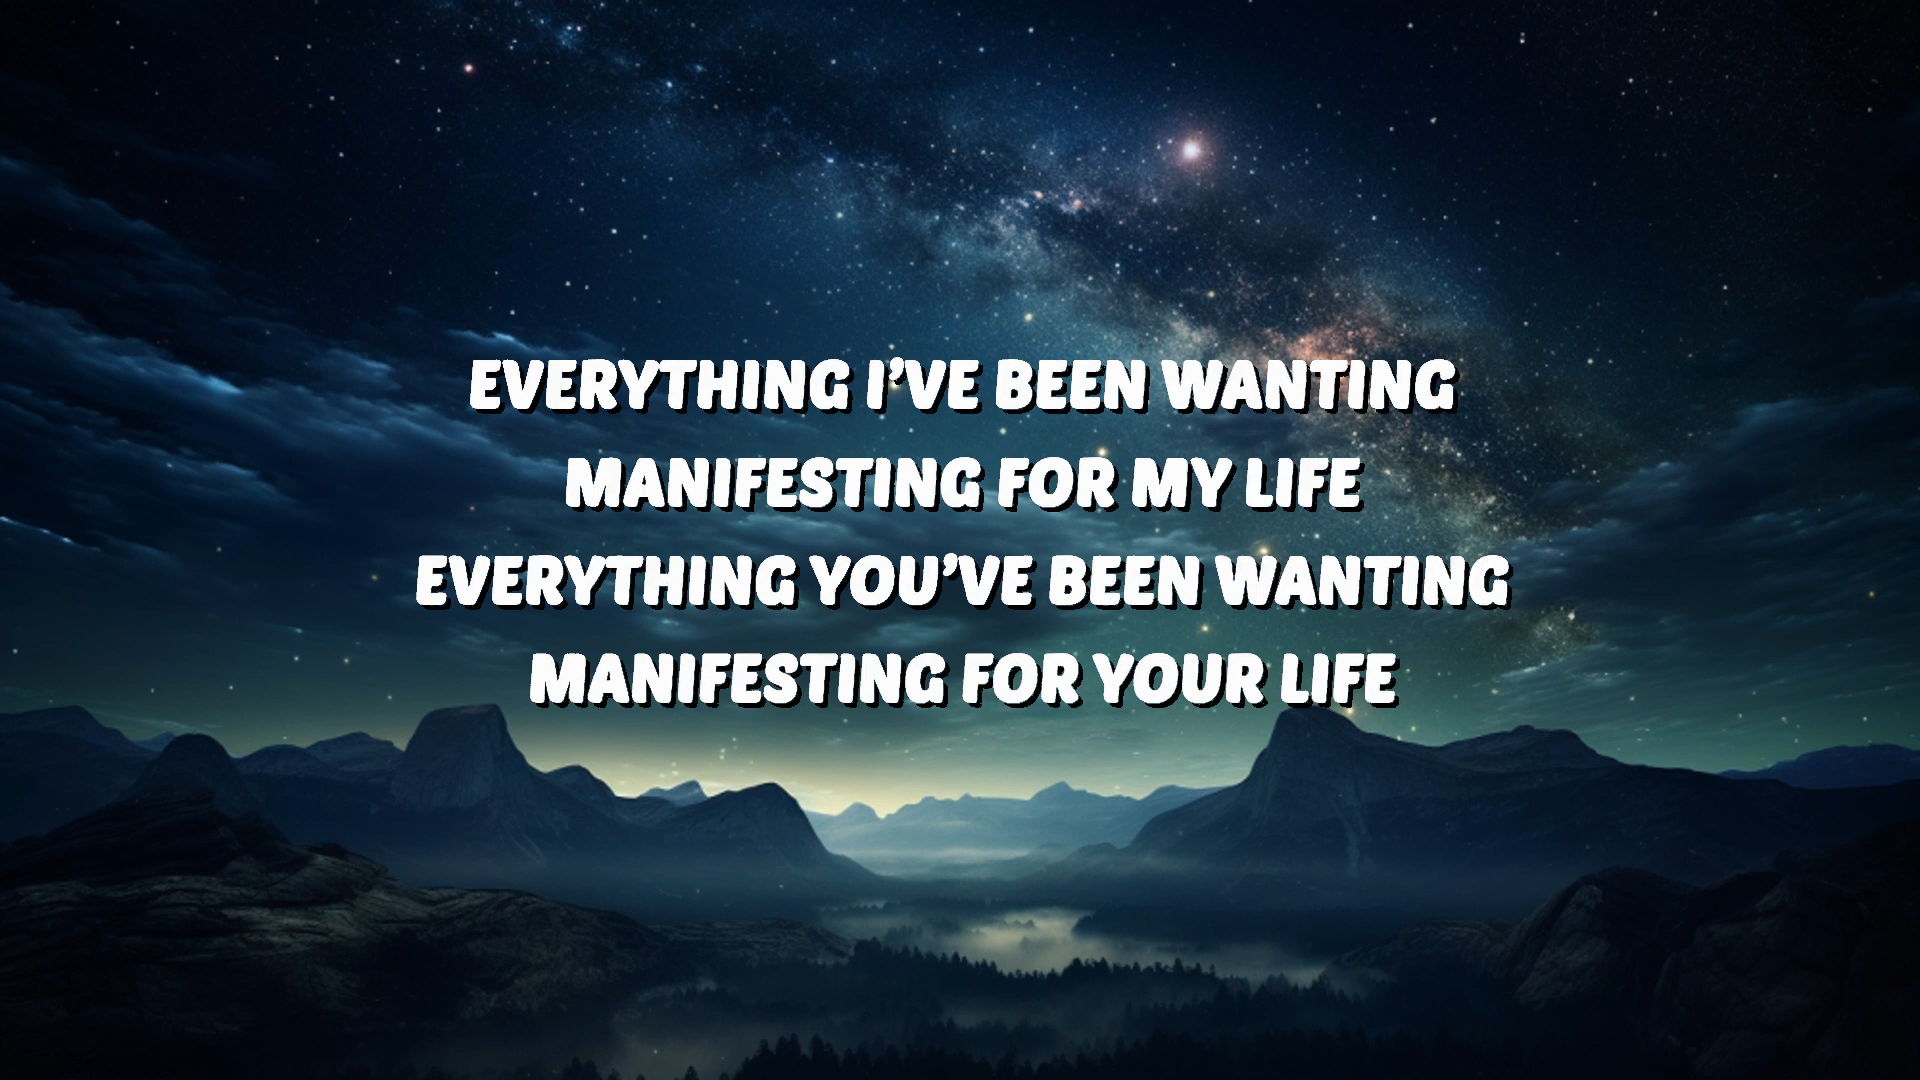 EVERYTHING I’VE BEEN WANTING
MANIFESTING FOR MY LIFE
EVERYTHING YOU’VE BEEN WANTING
MANIFESTING FOR YOUR LIFE